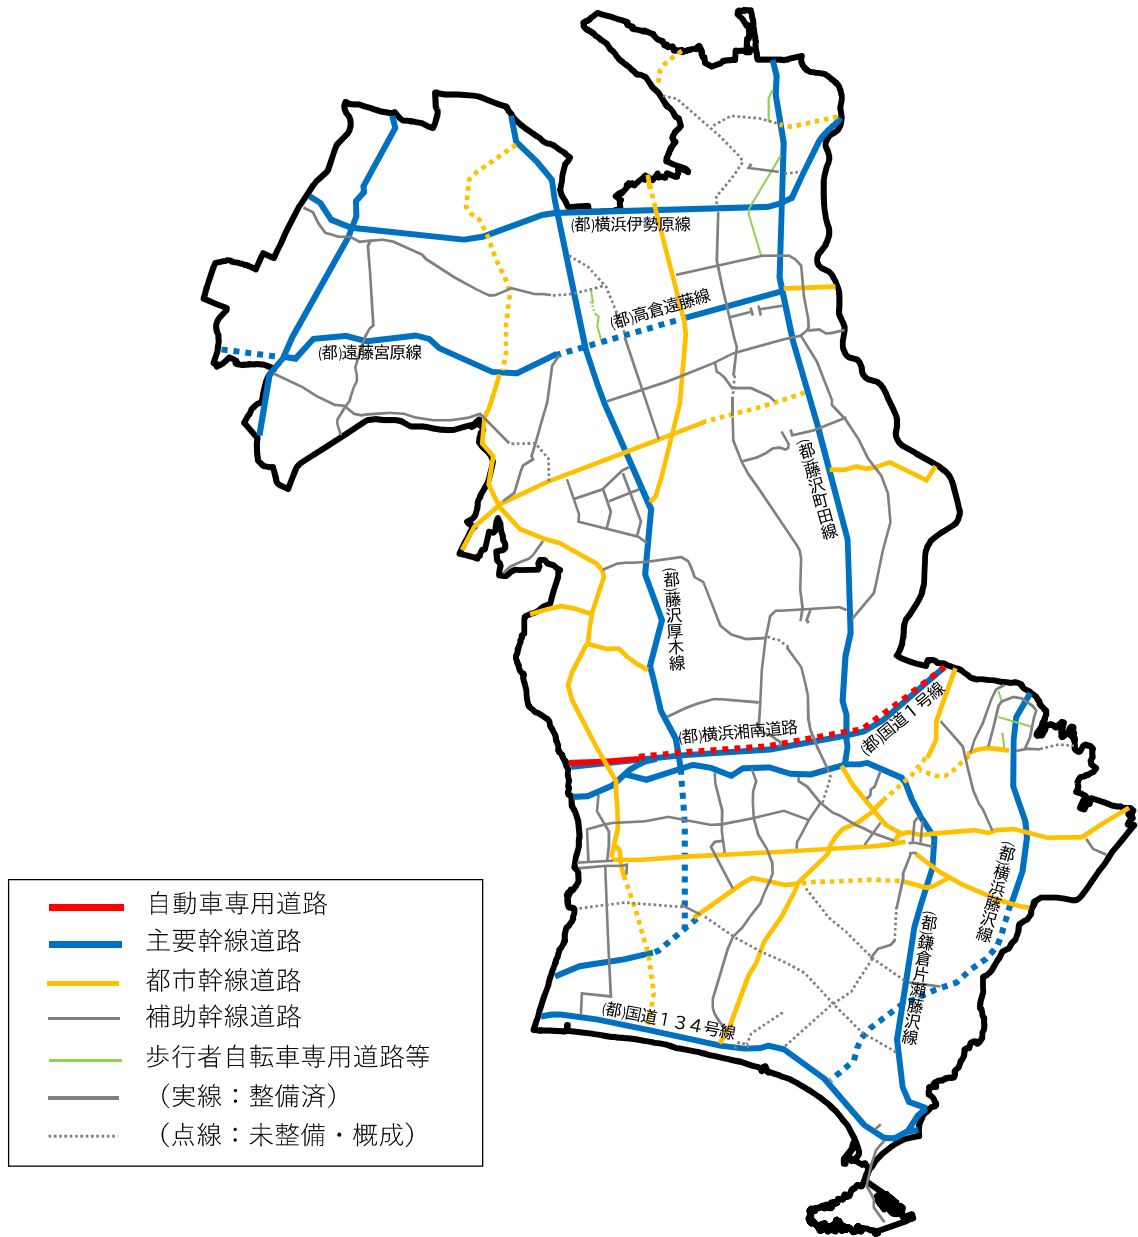 (都)横浜伊勢原線
(都)高倉遠藤線
(都)遠藤宮原線
(都)藤沢町田線
(都)藤沢厚木線
(都)国道１号線
(都)横浜湘南道路
(都)横浜藤沢線
(都)鎌倉片瀬藤沢線
(都)国道１３４号線
自動車専用道路
主要幹線道路
都市幹線道路
補助幹線道路
歩行者自転車専用道路等
（実線：整備済）
（点線：未整備・概成）